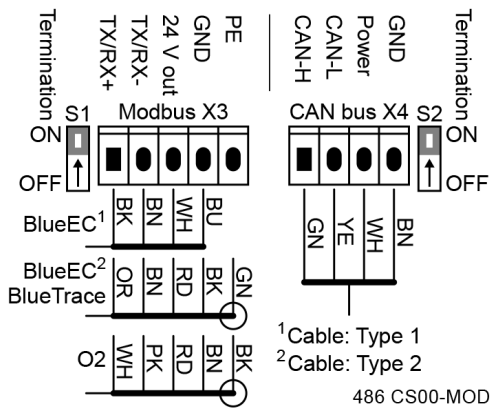 Termination
TX/RX+
TX/RX-
24 V out
GND
PE
CAN-H
CAN-L
Power
GND
Termination
S1 Modbus X3 CAN bus X4 S2
ON ON
OFF OFF
BlueEC¹ BK BN WH BU
GN YE WH BN
BlueEC²
BlueTrace OR BN RD BK GN
O2 WH PK RD BN BK
¹Cable: Type 1
²Cable: Type 2
486 CS00-MOD